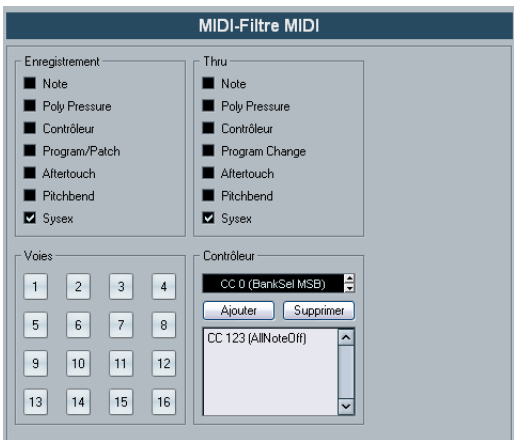 MIDI-Filtre MIDI
Enregistrement
Note
Poly Pressure
Contrôleur
Program/Patch
Aftertouch
Pitchbend
Sysex
Thru
Note
Poly Pressure
Contrôleur
Program Change
Aftertouch
Pitchbend
Sysex
Voies
1 2 3 4
5 6 7 8
9 10 11 12
13 14 15 16
Contrôleur
CC 0 (BankSel MSB)
Ajouter Supprimer
CC 123 (AllNoteOff)